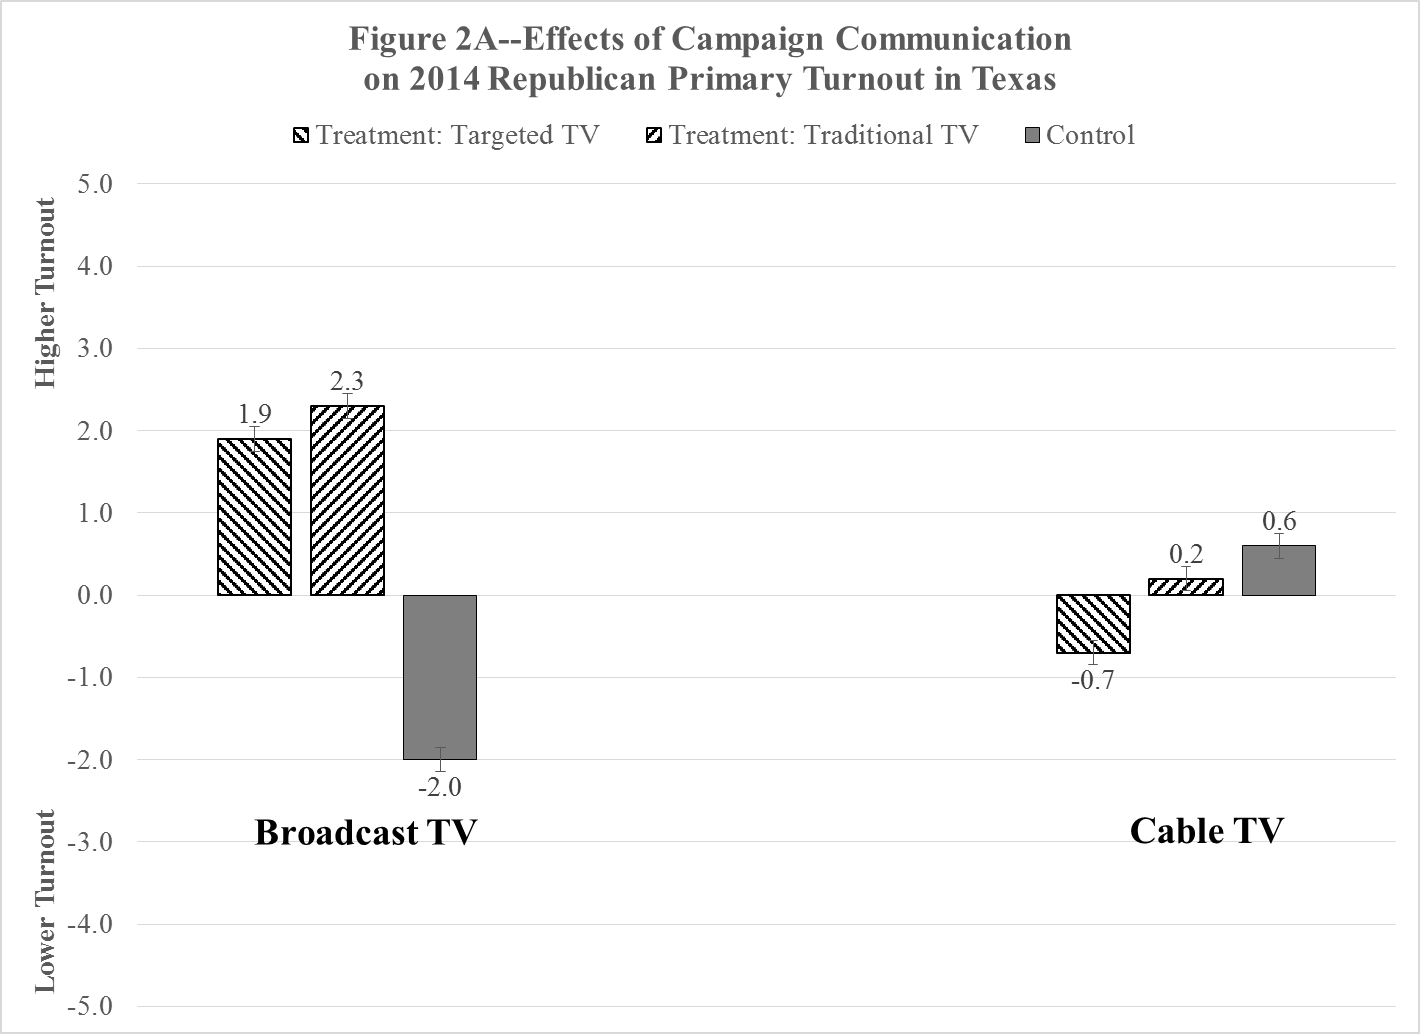 Figure 2A--Effects of Campaign Communication
on 2014 Republican Primary Turnout in Texas
Treatment: Targeted TV Treatment: Traditional TV Control
Higher Turnout
Lower Turnout
5.0
4.0
3.0
2.0
1.0
0.0
-1.0
-2.0
-3.0
-4.0
-5.0
1.9
2.3
-2.0
-0.7
0.2
0.6
Broadcast TV
Cable TV